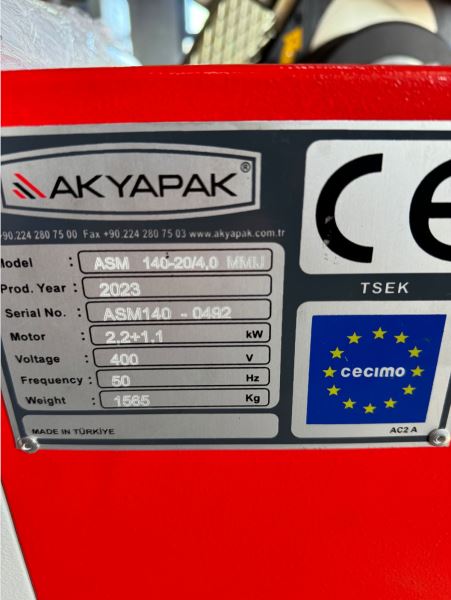 AKYAPAK®
+90.224 280 75 00 Fax +90.224 280 75 03 www.akyapak.com.tr
Model : ASM 140-20/4,0
Prod. Year : 2023
Serial No. : ASM140 - 0492
Motor : 2,2+1.1 kW
Voltage : 400 V
Frequency : 50 Hz
Weight : 1565 Kg
MADE IN TÜRKİYE
CE
TSEK
cecimo
AC2 A